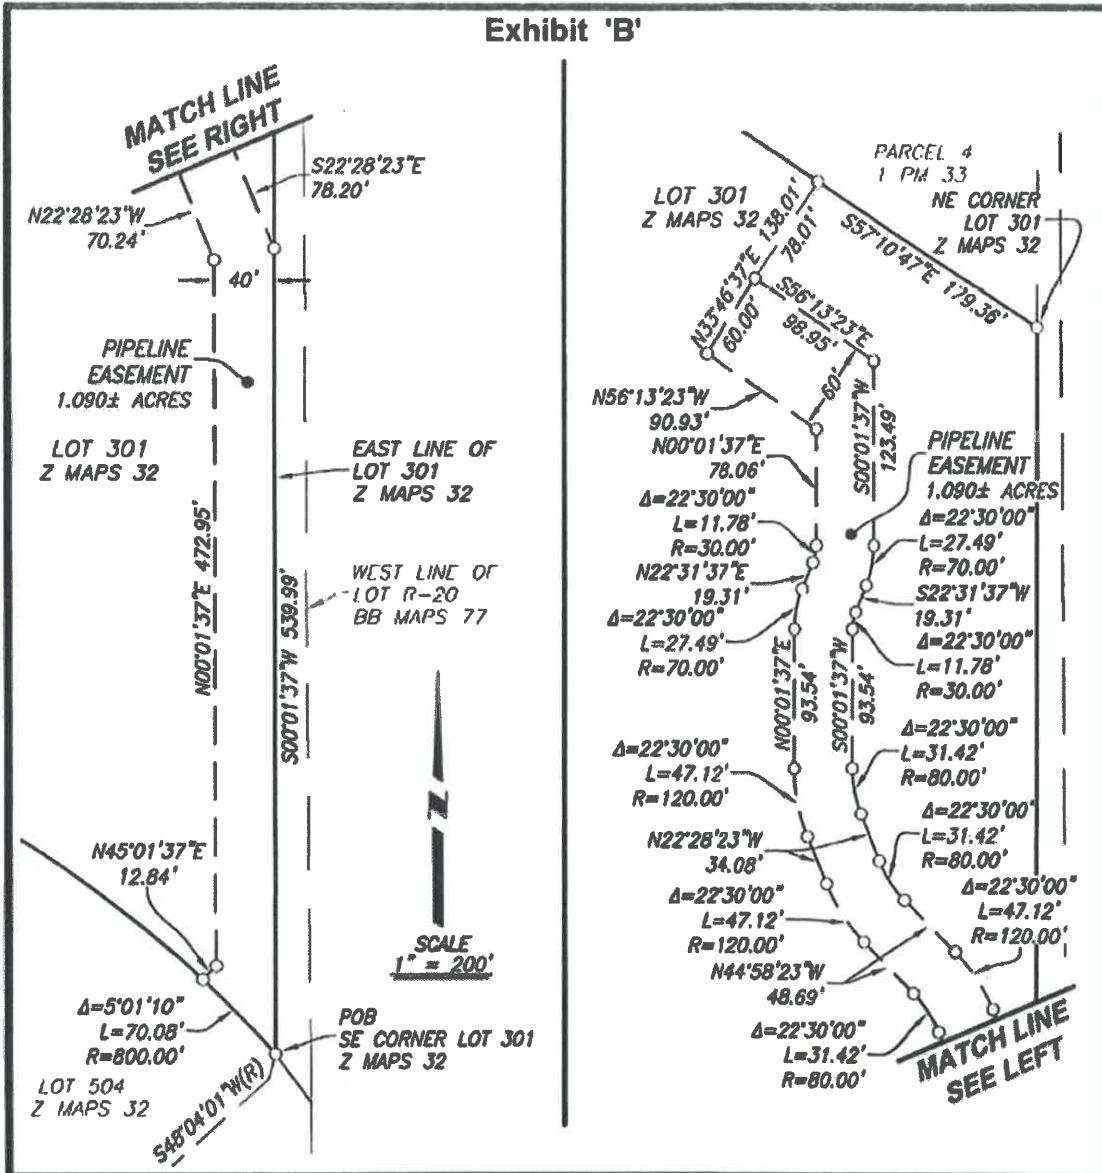 Exhibit 'B'
MATCH LINE
SEE RIGHT
S22°28'23"E
78.20'
N22°28'23"W
70.24'
40'
PIPELINE
EASEMENT
1.090± ACRES
LOT 301
Z MAPS 32
EAST LINE OF
LOT 301
Z MAPS 32
N00°01'37"E 472.95'
S00°01'37"W 539.99'
WEST LINE OF
LOT R-20
BB MAPS 77
N
SCALE
1" = 200'
N45°01'37"E
12.84'
Δ=5°01'10"
L=70.08'
R=800.00'
POB
SE CORNER LOT 301
Z MAPS 32
LOT 504
Z MAPS 32
S48°04'01"W(R)
PARCEL 4
1 PM 33
LOT 301
Z MAPS 32
NE CORNER
LOT 301
Z MAPS 32
N33°46'37"E 138.01'
78.01'
60.00'
S57°10'47"E 179.36'
S56°13'23"E
98.95'
60'
N56°13'23"W
90.93'
N00°01'37"E
78.06'
S00°01'37"W
123.49'
PIPELINE
EASEMENT
1.090± ACRES
Δ=22°30'00"
L=11.78'
R=30.00'
Δ=22°30'00"
L=27.49'
R=70.00'
N22°31'37"E
19.31'
S22°31'37"W
19.31'
Δ=22°30'00"
L=27.49'
R=70.00'
Δ=22°30'00"
L=11.78'
R=30.00'
N00°01'37"E
93.54'
S00°01'37"W
93.54'
Δ=22°30'00"
L=47.12'
R=120.00'
Δ=22°30'00"
L=31.42'
R=80.00'
N22°28'23"W
34.08'
Δ=22°30'00"
L=31.42'
R=80.00'
Δ=22°30'00"
L=47.12'
R=120.00'
Δ=22°30'00"
L=47.12'
R=120.00'
N44°58'23"W
48.69'
Δ=22°30'00"
L=31.42'
R=80.00'
MATCH LINE
SEE LEFT